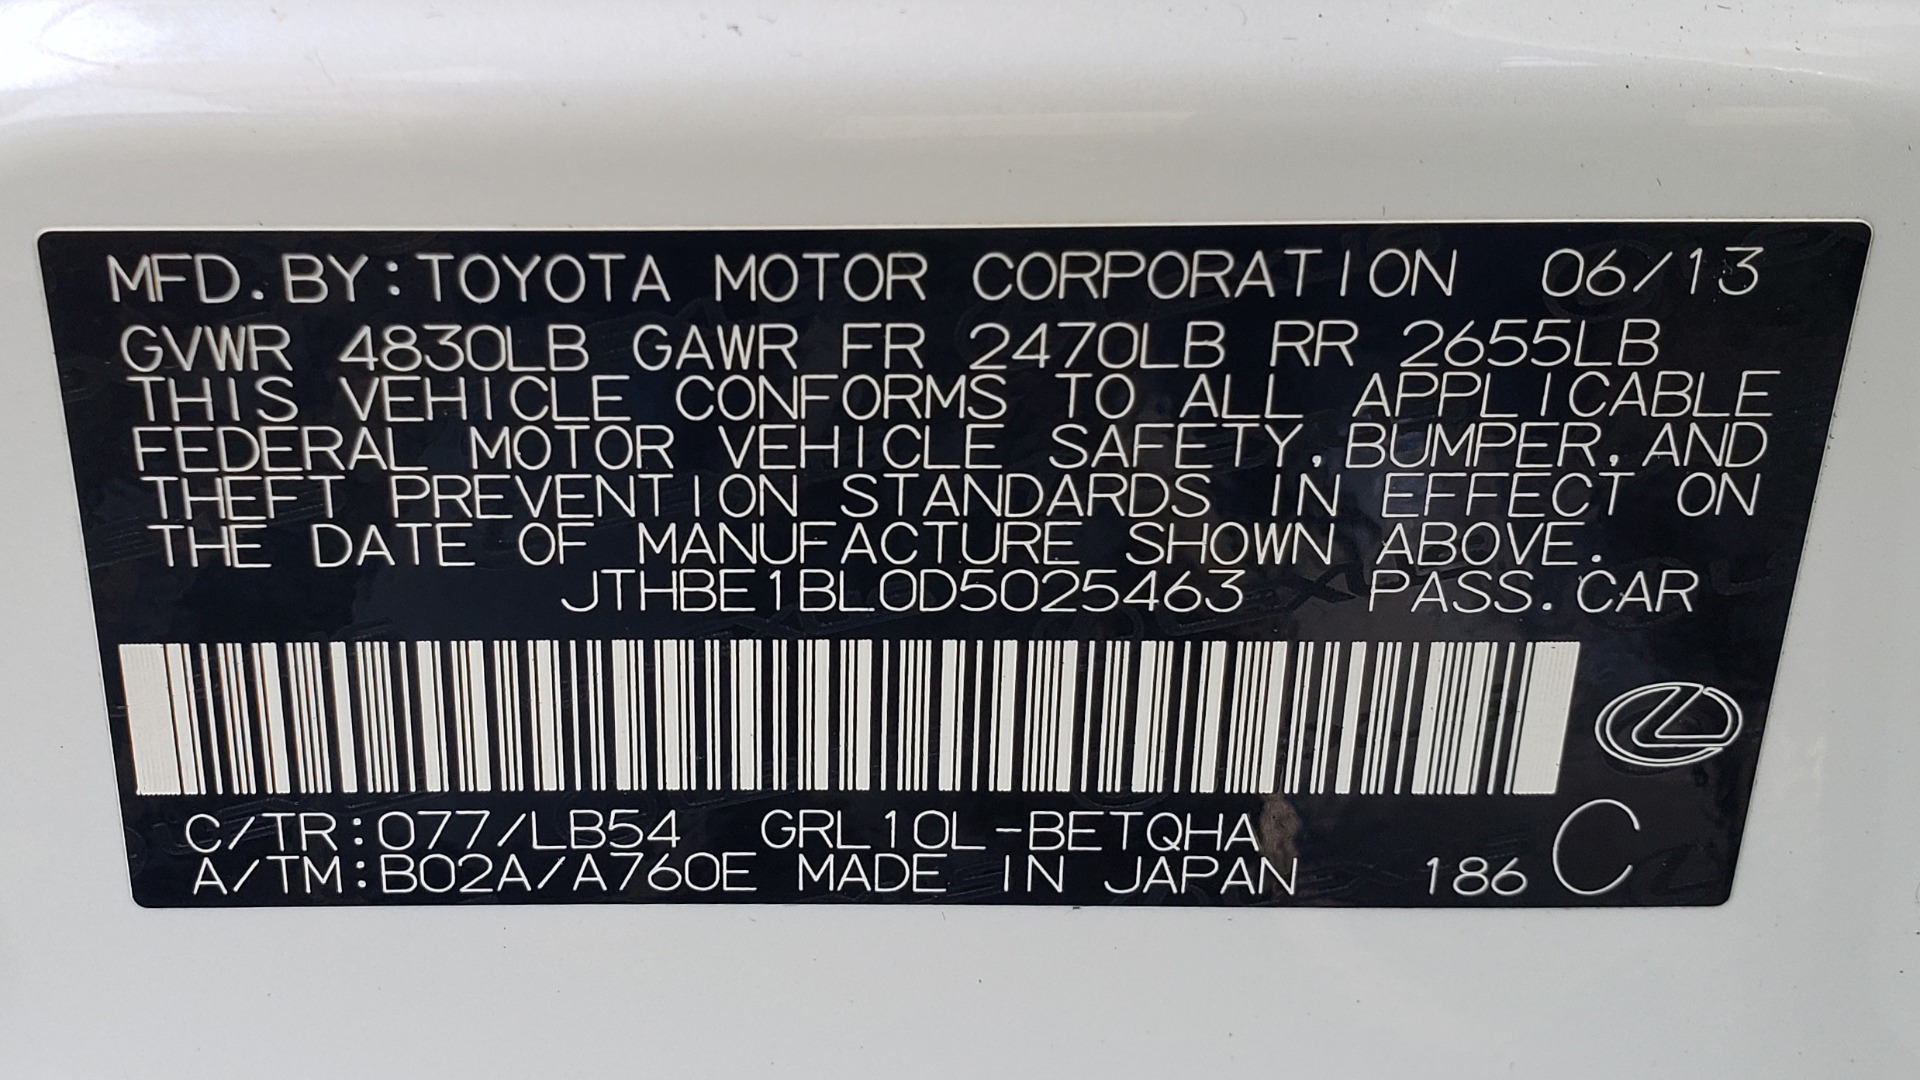 MFD. BY: TOYOTA MOTOR CORPORATION 06/13
GVWR 4830LB GAWR FR 2470LB RR 2655LB
THIS VEHICLE CONFORMS TO ALL APPLICABLE
FEDERAL MOTOR VEHICLE SAFETY, BUMPER, AND
THEFT PREVENTION STANDARDS IN EFFECT ON
THE DATE OF MANUFACTURE SHOWN ABOVE.
JTHBE1BL0D5025463 PASS. CAR
C/TR:077/LB54 GRL10L-BETQHA
A/TM:B02A/A760E MADE IN JAPAN 186 C